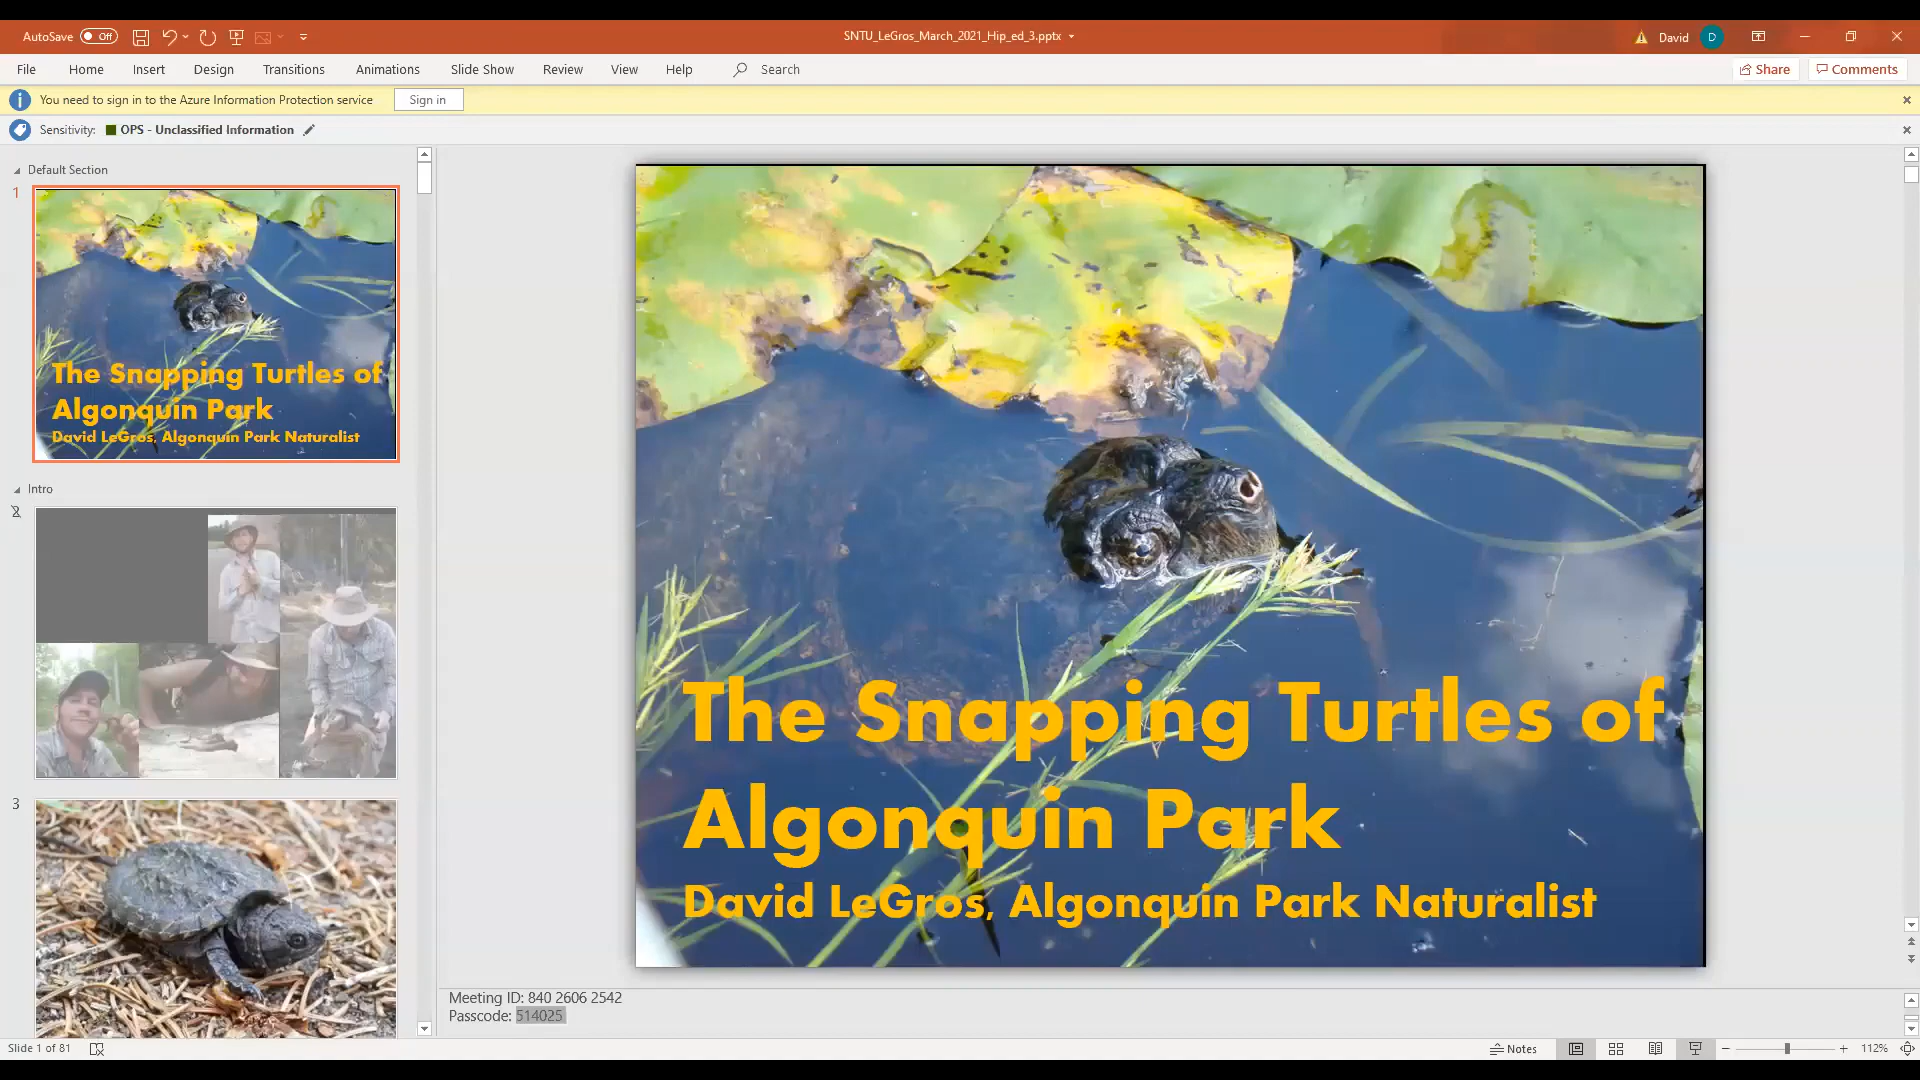 AutoSave Off
SNTU_LeGros_March_2021_Hip_ed_3.pptx
David D
File Home Insert Design Transitions Animations Slide Show Review View Help Search
Share Comments
You need to sign in to the Azure Information Protection service Sign in
Sensitivity: OPS - Unclassified Information
Default Section
1
The Snapping Turtles of
Algonquin Park
David LeGros, Algonquin Park Naturalist
Intro
2
3
The Snapping Turtles of
Algonquin Park
David LeGros, Algonquin Park Naturalist
Meeting ID: 840 2606 2542
Passcode: 514025
Slide 1 of 81
Notes
112%